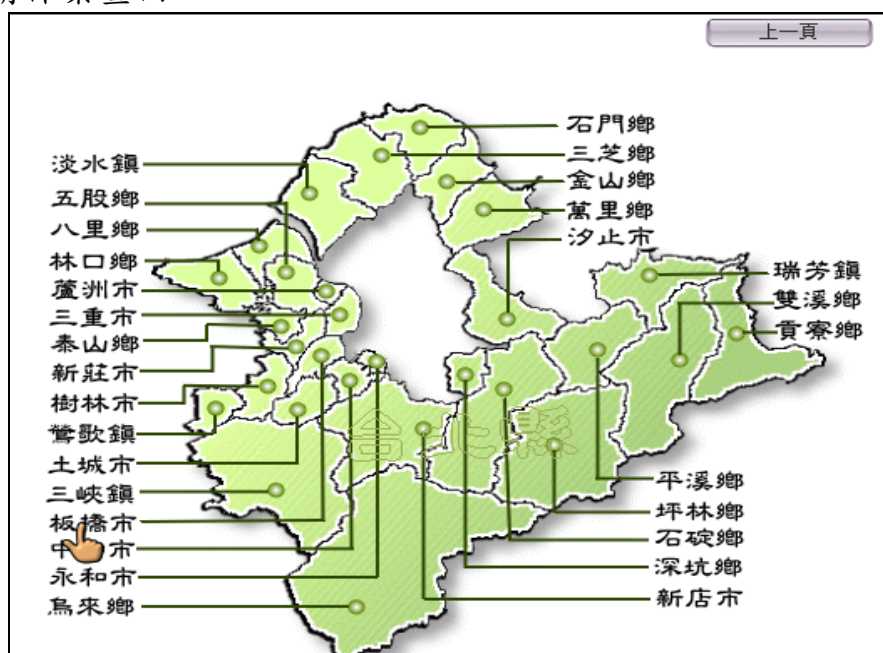 上一頁
石門鄉
三芝鄉
金山鄉
萬里鄉
汐止市
瑞芳鎮
雙溪鄉
貢寮鄉
淡水鎮
五股鄉
八里鄉
林口鄉
蘆洲市
三重市
泰山鄉
新莊市
樹林市
鶯歌鎮
土城市
三峽鎮
板橋市
中 市
永和市
烏來鄉
台北縣
平溪鄉
坪林鄉
石碇鄉
深坑鄉
新店市